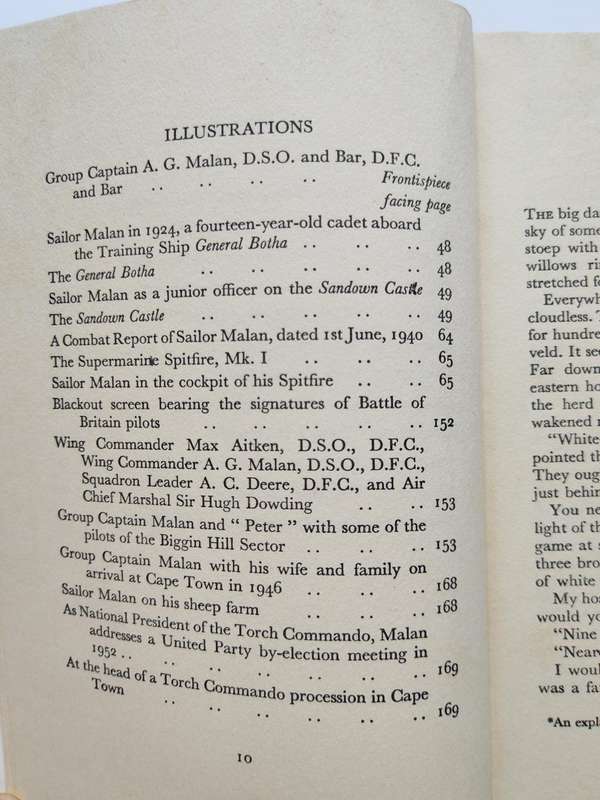 ILLUSTRATIONS
Group Captain A. G. Malan, D.S.O. and Bar, D.F.C.
and Bar .. .. .. .. Frontispiece
facing page
Sailor Malan in 1924, a fourteen-year-old cadet aboard
the Training Ship General Botha .. .. .. 48
The General Botha .. .. .. .. .. 48
Sailor Malan as a junior officer on the Sandown Castle 49
The Sandown Castle .. .. .. .. .. 49
A Combat Report of Sailor Malan, dated 1st June, 1940 64
The Supermarine Spitfire, Mk. I .. .. .. 65
Sailor Malan in the cockpit of his Spitfire .. .. 65
Blackout screen bearing the signatures of Battle of
Britain pilots .. .. .. .. .. 152
Wing Commander Max Aitken, D.S.O., D.F.C.,
Wing Commander A. G. Malan, D.S.O., D.F.C.,
Squadron Leader A. C. Deere, D.F.C., and Air
Chief Marshal Sir Hugh Dowding .. .. 153
Group Captain Malan and "Peter" with some of the
pilots of the Biggin Hill Sector .. .. .. 153
Group Captain Malan with his wife and family on
arrival at Cape Town in 1946 .. .. .. 168
Sailor Malan on his sheep farm .. .. .. 168
As National President of the Torch Commando, Malan
addresses a United Party by-election meeting in
1952 .. .. .. .. .. .. .. 169
At the head of a Torch Commando procession in Cape
Town .. .. .. .. .. .. 169
10
THE big da
sky of some
stoep with
willows ri
stretched fo
Everywh
cloudless. T
for hundre
veld. It see
Far down
eastern ho
the herd
wakened
"White
pointed th
They oug
just behin
You ne
light of th
game at s
three bro
of white
My hos
would yo
"Nine
"Near
I woul
was a fa
*An expla